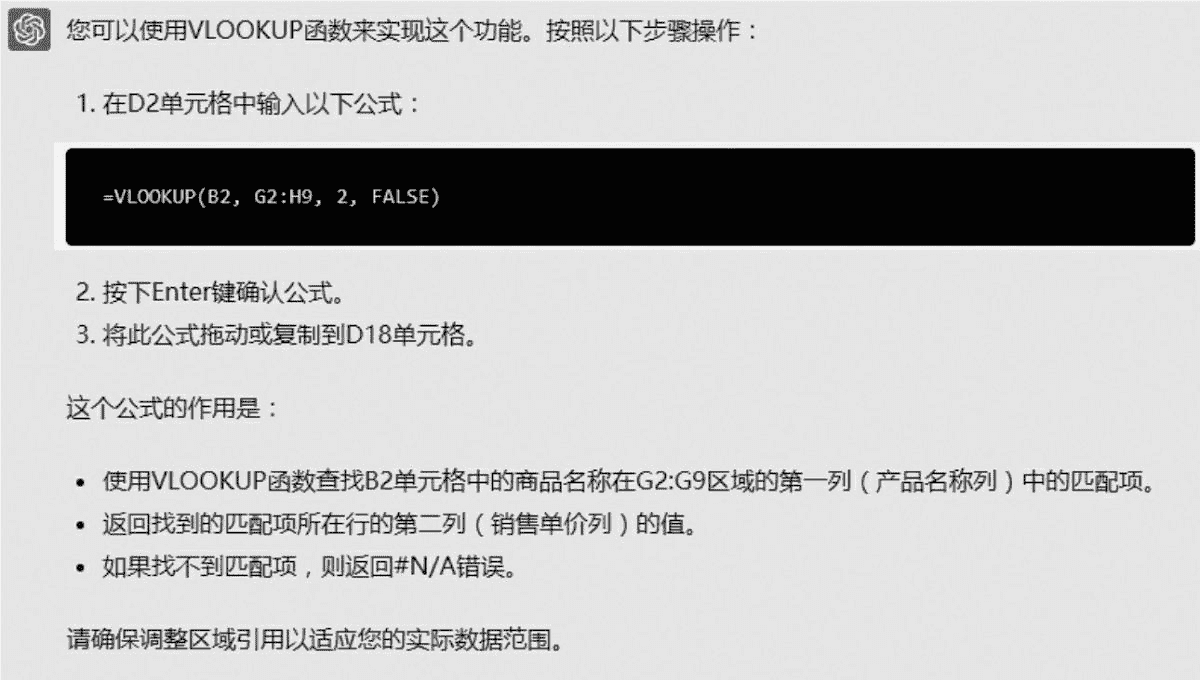 您可以使用VLOOKUP函数来实现这个功能。按照以下步骤操作：
1. 在D2单元格中输入以下公式：
=VLOOKUP(B2, G2:H9, 2, FALSE)
2. 按下Enter键确认公式。
3. 将此公式拖动或复制到D18单元格。
这个公式的作用是：
• 使用VLOOKUP函数查找B2单元格中的商品名称在G2:G9区域的第一列（产品名称列）中的匹配项。
• 返回找到的匹配项所在行的第二列（销售单价列）的值。
• 如果找不到匹配项，则返回#N/A错误。
请确保调整区域引用以适应您的实际数据范围。